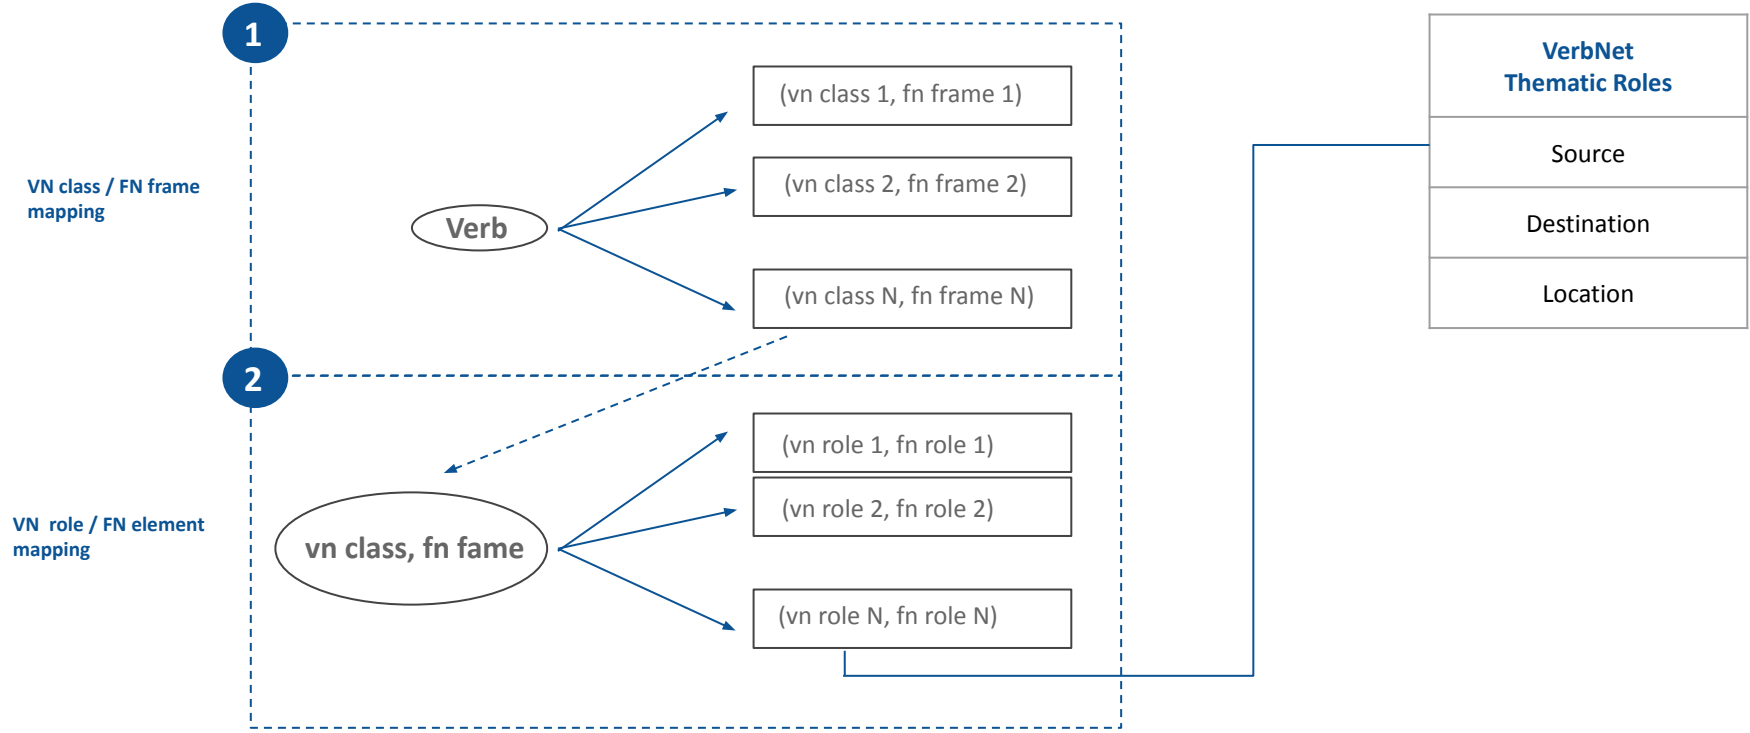 1
(vn class 1, fn frame 1)
(vn class 2, fn frame 2)
VN class / FN frame
mapping
Verb
(vn class N, fn frame N)
2
(vn role 1, fn role 1)
(vn role 2, fn role 2)
VN  role / FN element
mapping
vn class, fn fame
(vn role N, fn role N)
VerbNet
Thematic Roles
Source
Destination
Location